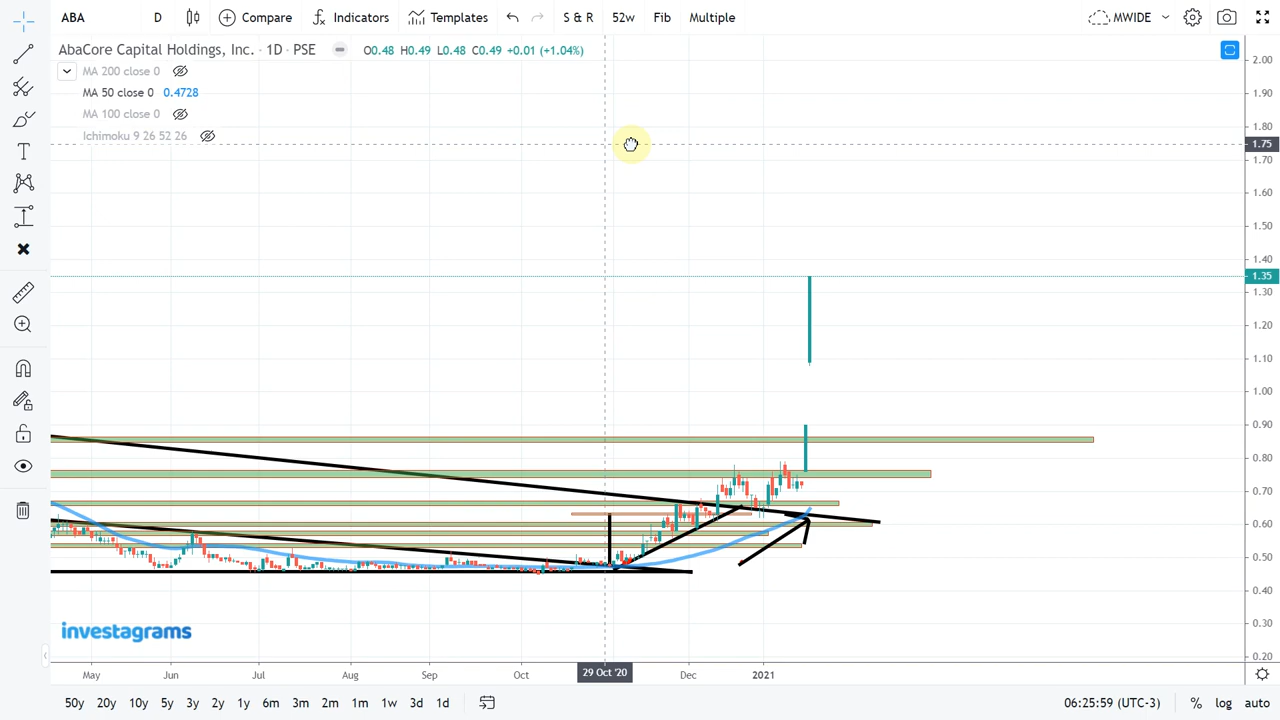 ABA D Compare Indicators Templates S & R 52w Fib Multiple MWIDE
AbaCore Capital Holdings, Inc. · 1D · PSE O0.48 H0.49 L0.48 C0.49 +0.01 (+1.04%)
MA 200 close 0
MA 50 close 0 0.4728
MA 100 close 0
Ichimoku 9 26 52 26
2.00
1.90
1.80
1.75
1.70
1.60
1.50
1.40
1.35
1.30
1.20
1.10
1.00
0.90
0.80
0.70
0.60
0.50
0.40
0.30
0.20
investagrams
May Jun Jul Aug Sep Oct 29 Oct '20 Dec 2021
50y 20y 10y 5y 3y 2y 1y 6m 3m 2m 1m 1w 3d 1d 06:25:59 (UTC-3) % log auto